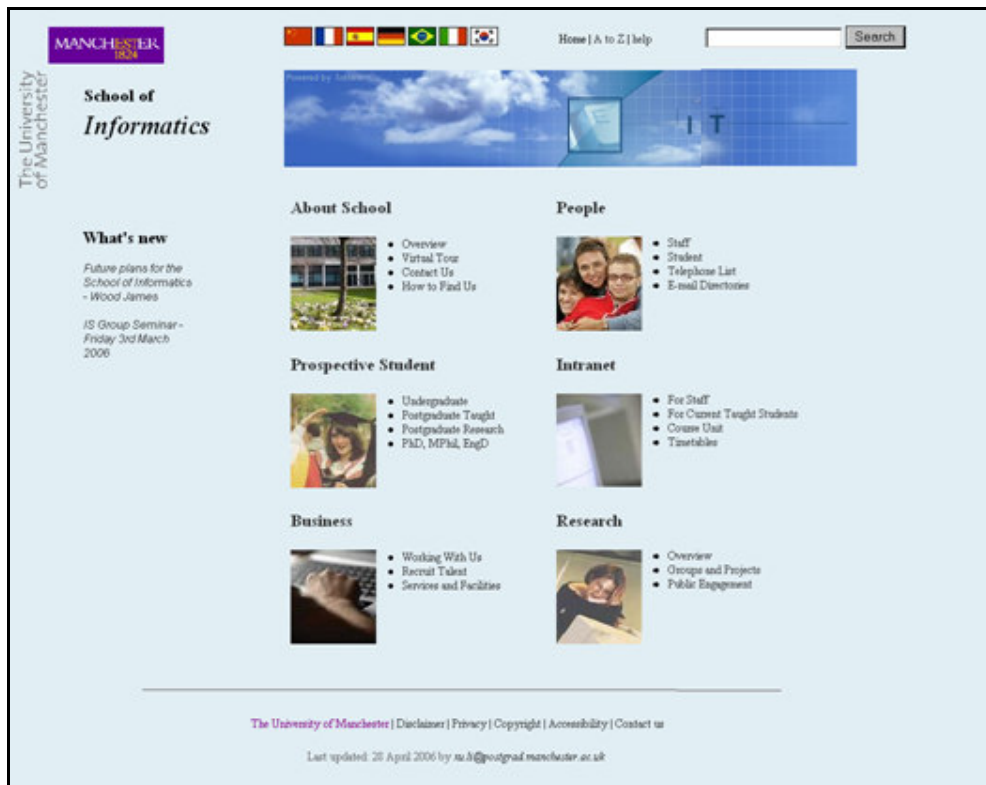 MANCHESTER
1824
The University
of Manchester
Home | A to Z | help
Search
School of
Informatics
I T
What's new
Future plans for the
School of Informatics
- Wood James
IS Group Seminar -
Friday 3rd March
2006
About School
Overview
Virtual Tour
Contact Us
How to Find Us
People
Staff
Student
Telephone List
E-mail Directories
Prospective Student
Undergraduate
Postgraduate Taught
Postgraduate Research
PhD, MPhil, EngD
Intranet
For Staff
For Current Taught Students
Course Unit
Timetables
Business
Working With Us
Recruit Talent
Services and Facilities
Research
Overview
Groups and Projects
Public Engagement
The University of Manchester | Disclaimer | Privacy | Copyright | Accessibility | Contact us
Last updated: 28 April 2006 by